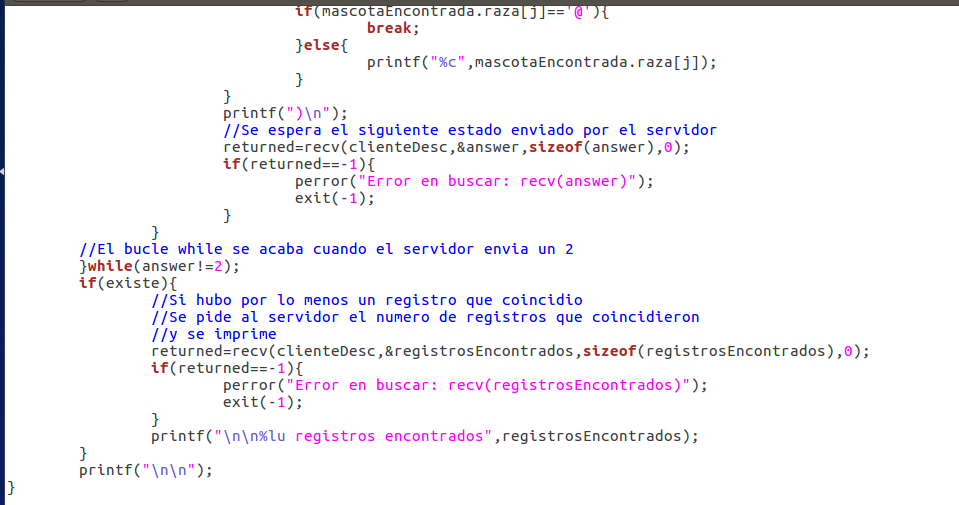 if(mascotaEncontrada.raza[j]=='@'){
break;
}else{
printf("%c",mascotaEncontrada.raza[j]);
}
}
printf(")\n");
//Se espera el siguiente estado enviado por el servidor
returned=recv(clienteDesc,&answer,sizeof(answer),0);
if(returned==-1){
perror("Error en buscar: recv(answer)");
exit(-1);
}
}
//El bucle while se acaba cuando el servidor envia un 2
}while(answer!=2);
if(existe){
//Si hubo por lo menos un registro que coincidio
//Se pide al servidor el numero de registros que coincidieron
//y se imprime
returned=recv(clienteDesc,&registrosEncontrados,sizeof(registrosEncontrados),0);
if(returned==-1){
perror("Error en buscar: recv(registrosEncontrados)");
exit(-1);
}
printf("\n\n%lu registros encontrados",registrosEncontrados);
}
printf("\n\n");
}